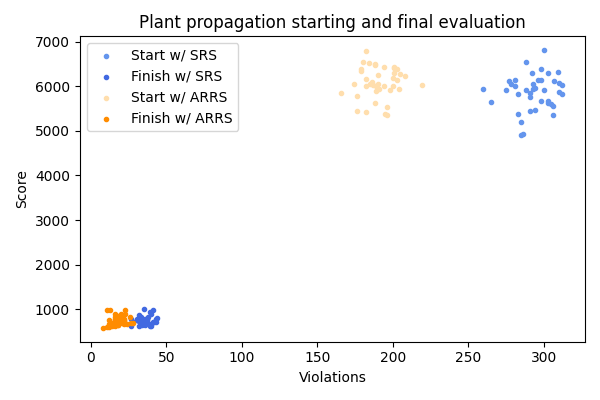 Plant propagation starting and final evaluation
Start w/ SRS
Finish w/ SRS
Start w/ ARRS
Finish w/ ARRS
Score
7000
6000
5000
4000
3000
2000
1000
0 50 100 150 200 250 300
Violations